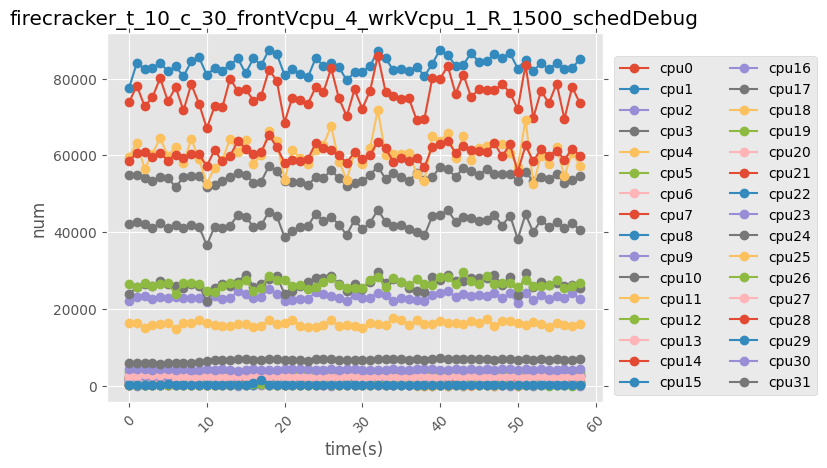 firecracker_t_10_c_30_frontVcpu_4_wrkVcpu_1_R_1500_schedDebug
num
80000
60000
40000
20000
0
0
10
20
30
40
50
60
time(s)
cpu0
cpu1
cpu2
cpu3
cpu4
cpu5
cpu6
cpu7
cpu8
cpu9
cpu10
cpu11
cpu12
cpu13
cpu14
cpu15
cpu16
cpu17
cpu18
cpu19
cpu20
cpu21
cpu22
cpu23
cpu24
cpu25
cpu26
cpu27
cpu28
cpu29
cpu30
cpu31